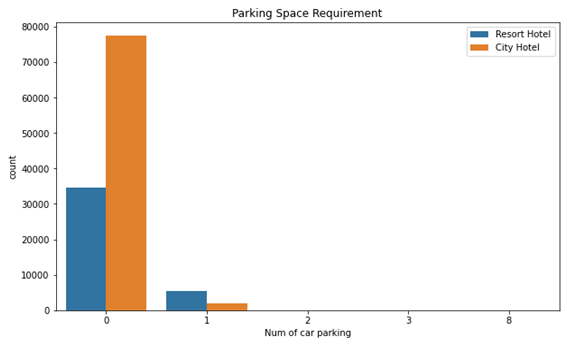 Parking Space Requirement
Resort Hotel
City Hotel
80000
70000
60000
50000
40000
30000
20000
10000
0
count
0 1 2 3 8
Num of car parking